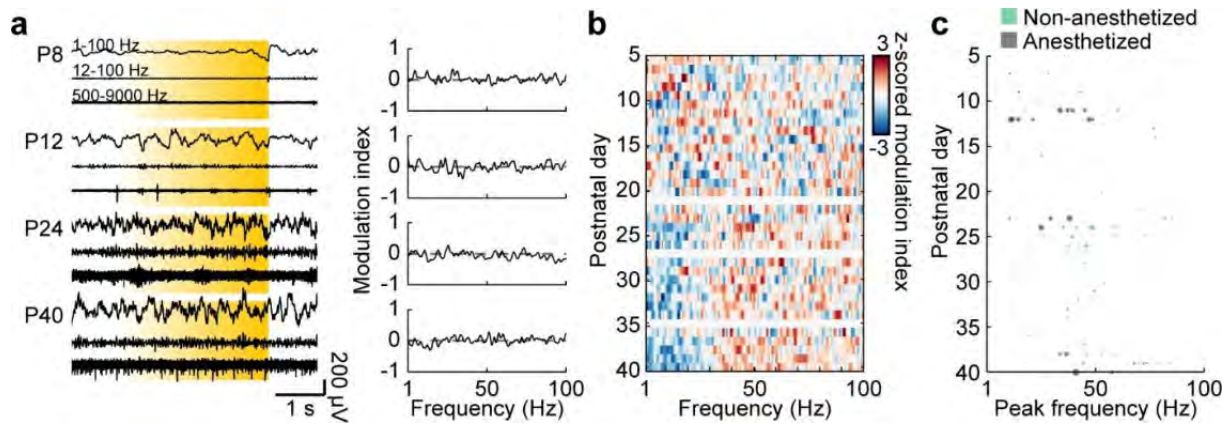 a
P8
1-100 Hz
12-100 Hz
500-9000 Hz
P12
P24
P40
200 µV
1 s
Modulation index
1
0
-1
1
0
-1
1
0
-1
1
0
-1
1 50 100
Frequency (Hz)
b
Postnatal day
5
10
15
20
25
30
35
40
1 50 100
Frequency (Hz)
3
-3
z-scored modulation index
c
Non-anesthetized
Anesthetized
Postnatal day
5
10
15
20
25
30
35
40
1 50 100
Peak frequency (Hz)